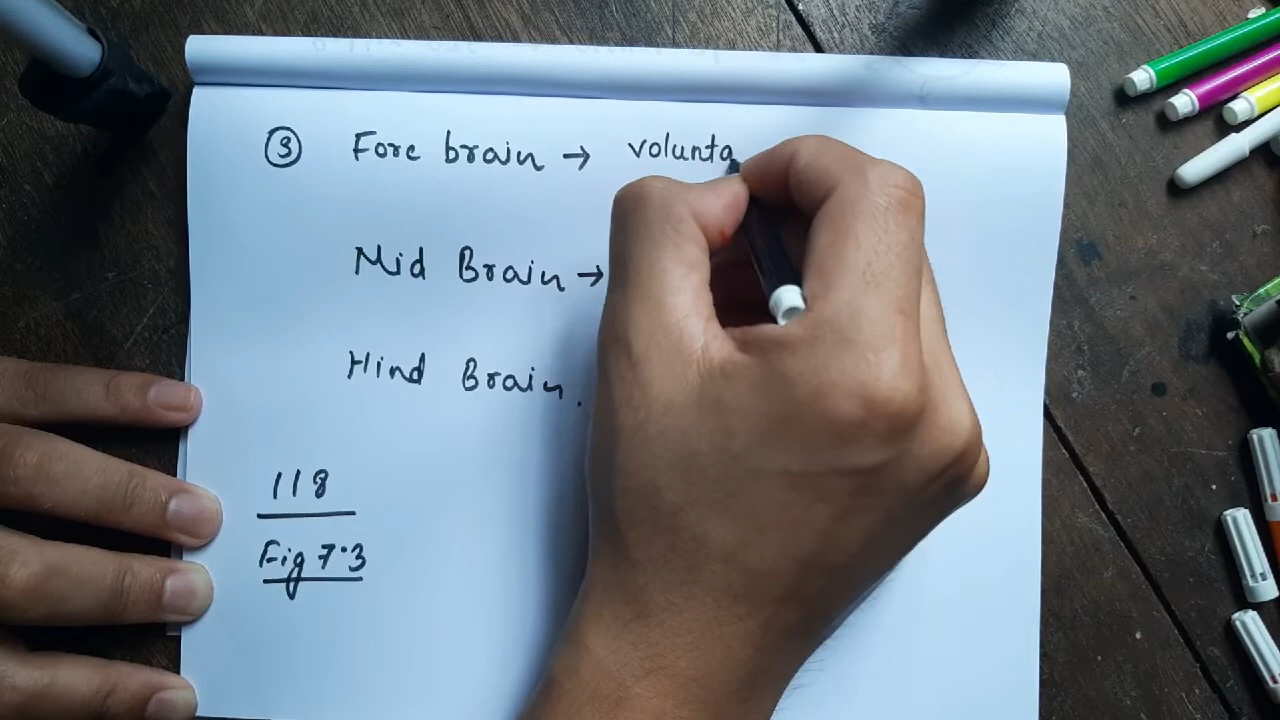 ③ Fore brain → volunta
Mid Brain →
Hind Brain.
118
Fig 7.3